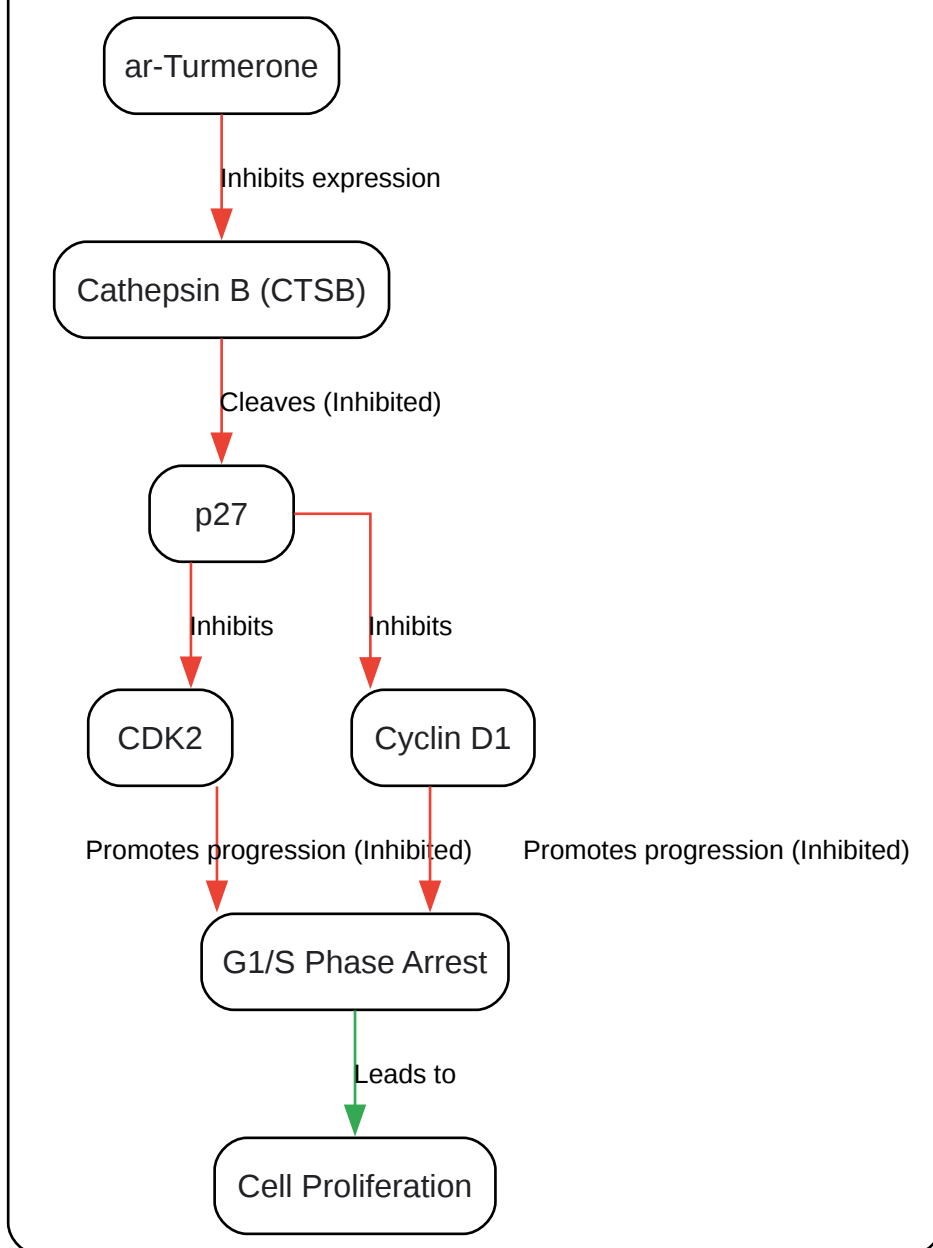 ar-Turmerone
Inhibits expression
Cathepsin B (CTSB)
Cleaves (Inhibited)
p27
Inhibits
Inhibits
CDK2
Cyclin D1
Promotes progression (Inhibited)
Promotes progression (Inhibited)
G1/S Phase Arrest
Leads to
Cell Proliferation